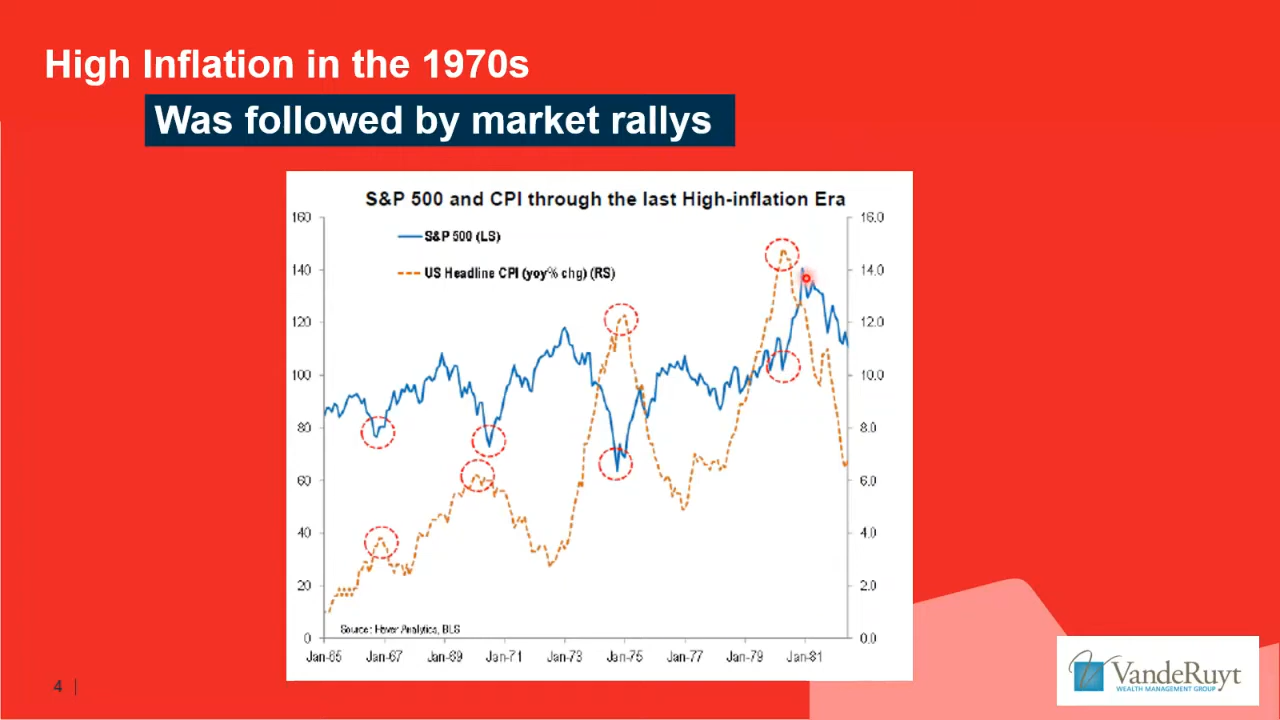 High Inflation in the 1970s
Was followed by market rallys
S&P 500 and CPI through the last High-inflation Era
160
16.0
S&P 500 (LS)
US Headline CPI (yoy% chg) (RS)
140
14.0
120
12.0
100
10.0
80
8.0
60
6.0
40
4.0
20
2.0
Source: Haver Analytics, BLS
0
0.0
Jan-65 Jan-67 Jan-69 Jan-71 Jan-73 Jan-75 Jan-77 Jan-79 Jan-81
4 |
VandeRuyt
WEALTH MANAGEMENT GROUP